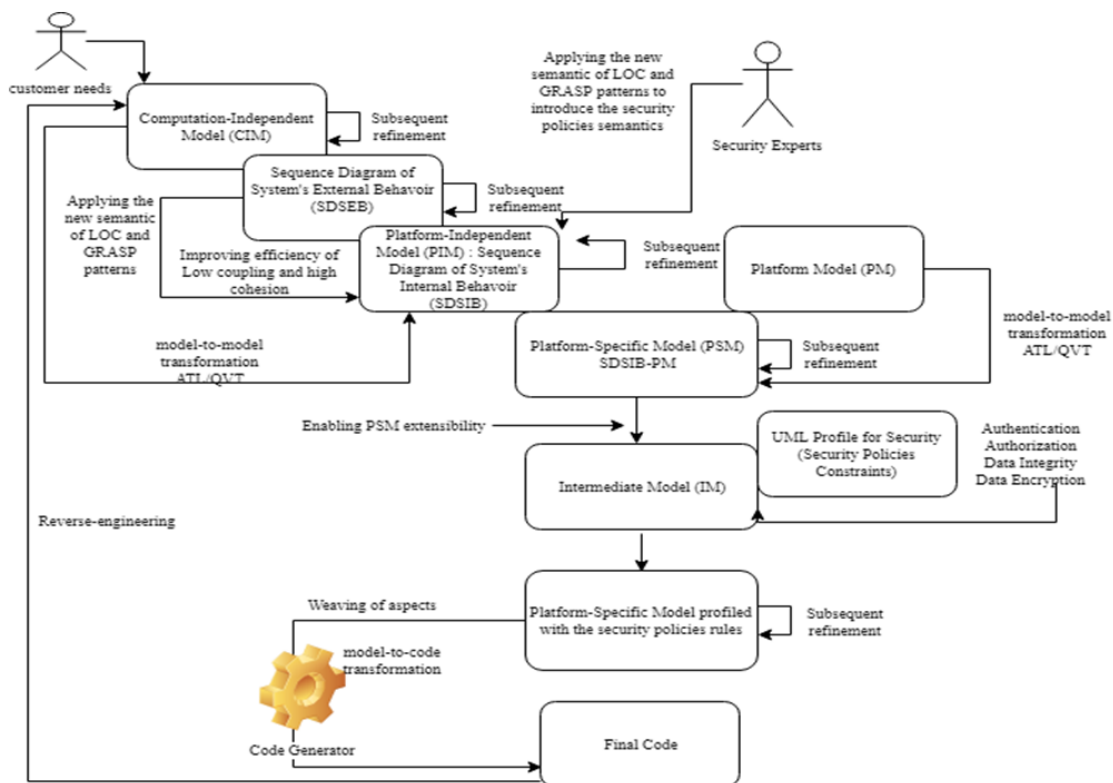 customer needs
Computation-Independent
Model (CIM)
Subsequent
refinement
Applying the new
semantic of LOC and
GRASP patterns to
introduce the security
policies semantics
Security Experts
Sequence Diagram of
System's External Behavoir
(SDSEB)
Subsequent
refinement
Applying the
new semantic
of LOC and
GRASP
patterns
Improving efficiency of
Low coupling and high
cohesion
Platform-Independent
Model (PIM) : Sequence
Diagram of System's
Internal Behavoir
(SDSIB)
Subsequent
refinement
Platform Model (PM)
model-to-model
transformation
ATL/QVT
model-to-model
transformation
ATL/QVT
Platform-Specific Model (PSM)
SDSIB-PM
Subsequent
refinement
Enabling PSM extensibility
UML Profile for Security
(Security Policies
Constraints)
Authentication
Authorization
Data Integrity
Data Encryption
Intermediate Model (IM)
Reverse-engineering
Weaving of aspects
Platform-Specific Model profiled
with the security policies rules
Subsequent
refinement
model-to-code
transformation
Code Generator
Final Code